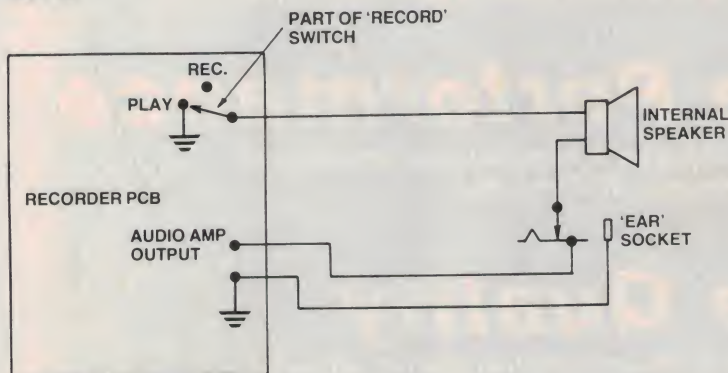 PART OF 'RECORD'
SWITCH
REC.
PLAY
INTERNAL
SPEAKER
RECORDER PCB
'EAR'
SOCKET
AUDIO AMP
OUTPUT